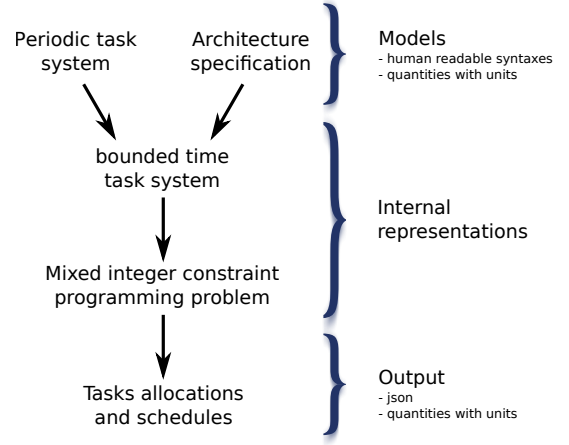 Periodic task
system
Architecture
specification
Models
- human readable syntaxes
- quantities with units
bounded time
task system
Internal
representations
Mixed integer constraint
programming problem
Tasks allocations
and schedules
Output
- json
- quantities with units